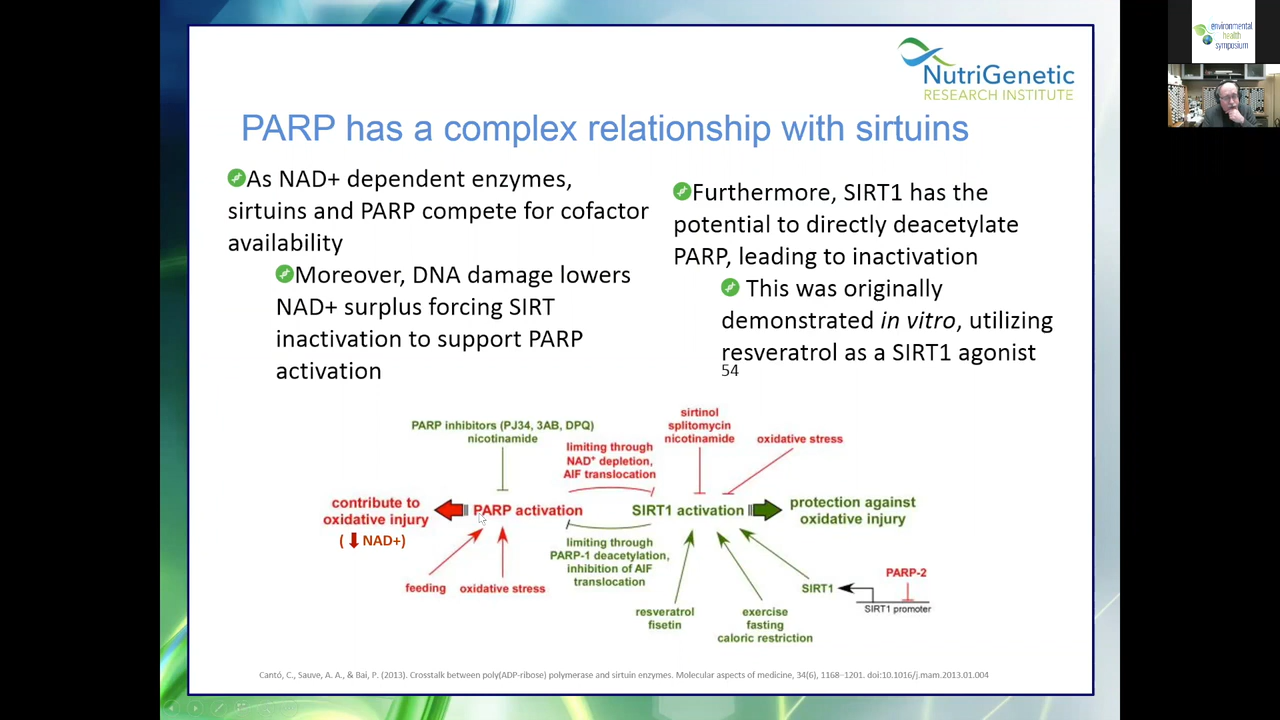 NutriGenetic
RESEARCH INSTITUTE
environmental
health
symposium
PARP has a complex relationship with sirtuins
As NAD+ dependent enzymes,
sirtuins and PARP compete for cofactor
availability
Moreover, DNA damage lowers
NAD+ surplus forcing SIRT
inactivation to support PARP
activation
Furthermore, SIRT1 has the
potential to directly deacetylate
PARP, leading to inactivation
This was originally
demonstrated in vitro, utilizing
resveratrol as a SIRT1 agonist
54
PARP inhibitors (PJ34, 3AB, DPQ)
nicotinamide
limiting through
NAD⁺ depletion,
AIF translocation
sirtinol
splitomycin
nicotinamide
oxidative stress
contribute to
oxidative injury
(⬇ NAD+)
PARP activation
SIRT1 activation
protection against
oxidative injury
limiting through
PARP-1 deacetylation,
inhibition of AIF
translocation
feeding
oxidative stress
resveratrol
fisetin
exercise
fasting
caloric restriction
SIRT1
PARP-2
SIRT1 promoter
Cantó, C., Sauve, A. A., & Bai, P. (2013). Crosstalk between poly(ADP-ribose) polymerase and sirtuin enzymes. Molecular aspects of medicine, 34(6), 1168–1201. doi:10.1016/j.mam.2013.01.004